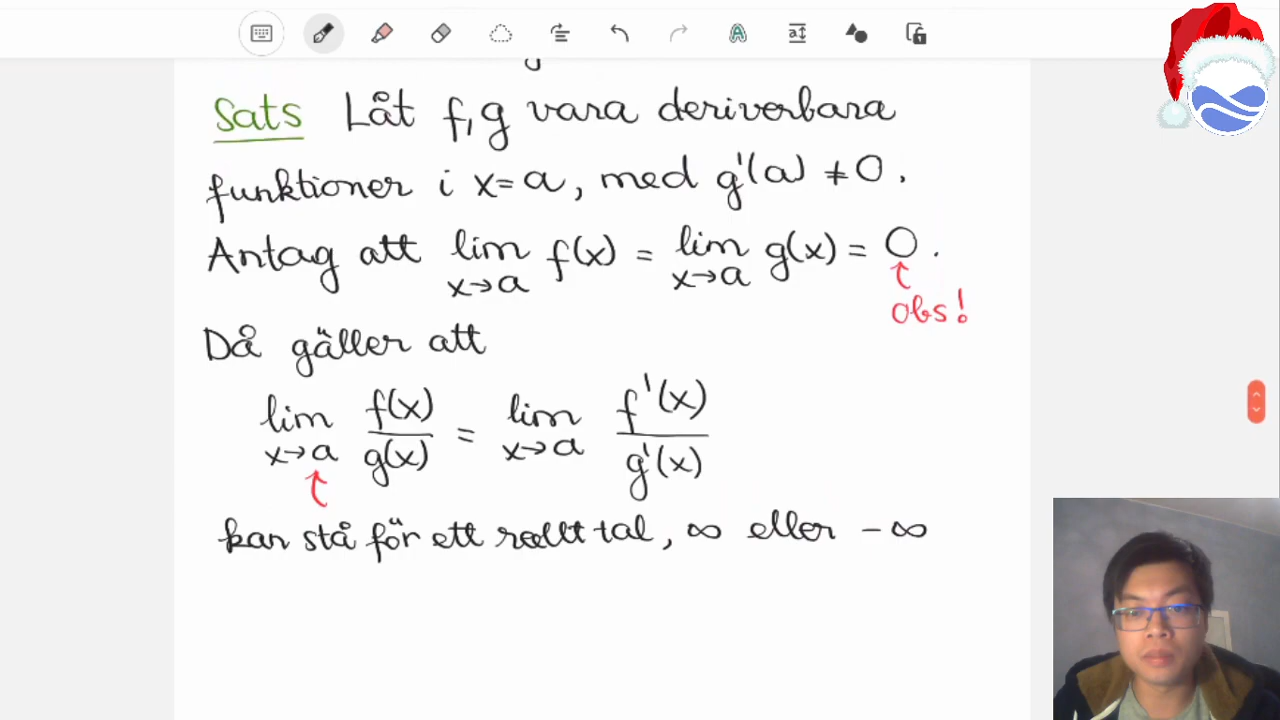 Sats Låt f, g vara deriverbara
funktioner i x=a, med g'(a) ≠ 0.
Antag att lim x→a f(x) = lim x→a g(x) = 0.
obs!
Då gäller att
lim x→a f(x)/g(x) = lim x→a f'(x)/g'(x)
kan stå för ett reellt tal, ∞ eller -∞